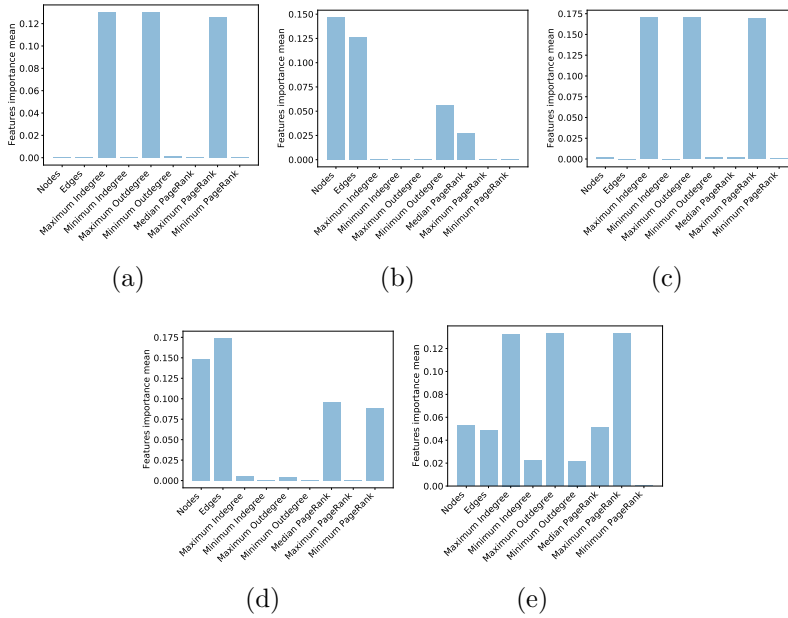 Features importance mean
0.12
0.10
0.08
0.06
0.04
0.02
0.00
Nodes
Edges
Maximum Indegree
Minimum Indegree
Maximum Outdegree
Minimum Outdegree
Median PageRank
Maximum PageRank
Minimum PageRank
(a)
Features importance mean
0.150
0.125
0.100
0.075
0.050
0.025
0.000
Nodes
Edges
Maximum Indegree
Minimum Indegree
Maximum Outdegree
Minimum Outdegree
Median PageRank
Maximum PageRank
Minimum PageRank
(b)
Features importance mean
0.175
0.150
0.125
0.100
0.075
0.050
0.025
0.000
Nodes
Edges
Maximum Indegree
Minimum Indegree
Maximum Outdegree
Minimum Outdegree
Median PageRank
Maximum PageRank
Minimum PageRank
(c)
Features importance mean
0.175
0.150
0.125
0.100
0.075
0.050
0.025
0.000
Nodes
Edges
Maximum Indegree
Minimum Indegree
Maximum Outdegree
Minimum Outdegree
Median PageRank
Maximum PageRank
Minimum PageRank
(d)
Features importance mean
0.12
0.10
0.08
0.06
0.04
0.02
0.00
Nodes
Edges
Maximum Indegree
Minimum Indegree
Maximum Outdegree
Minimum Outdegree
Median PageRank
Maximum PageRank
Minimum PageRank
(e)